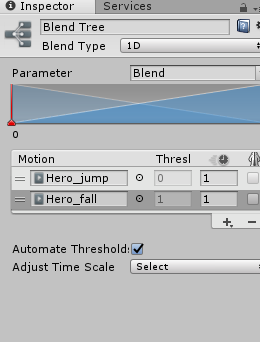 Inspector Services
Blend Tree
Blend Type 1D
Parameter Blend
0
Motion Thresl
Hero_jump 0 1
Hero_fall 1 1
+ −
Automate Threshold:
Adjust Time Scale Select